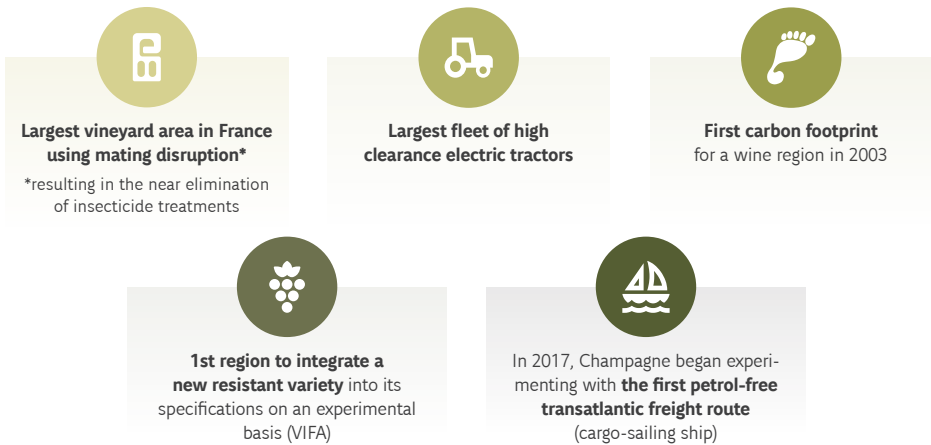 Largest vineyard area in France
using mating disruption*
*resulting in the near elimination
of insecticide treatments
Largest fleet of high
clearance electric tractors
First carbon footprint
for a wine region in 2003
1st region to integrate a
new resistant variety into its
specifications on an experimental
basis (VIFA)
In 2017, Champagne began experi-
menting with the first petrol-free
transatlantic freight route
(cargo-sailing ship)